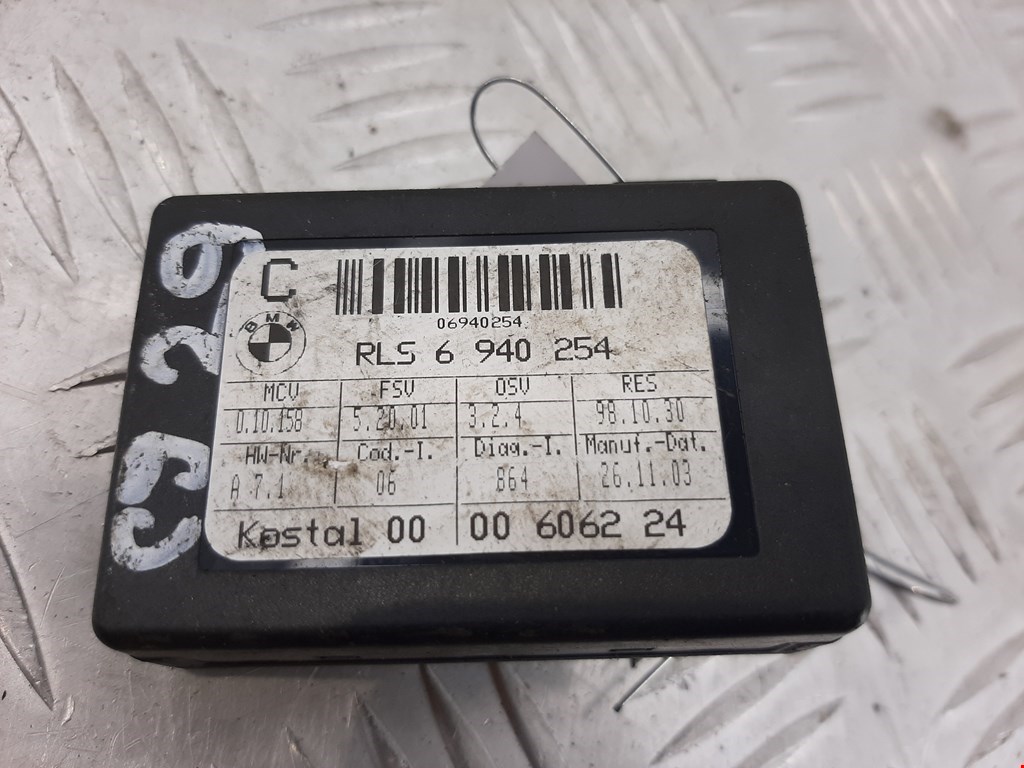 C
BMW
06940254
RLS 6 940 254
MCV FSV OSV RES
0.10.158 5.20.01 3.2.4 98.10.30
HW-Nr. Cod.-I. Diag.-I. Manuf.-Dat.
A 7.1 06 864 26.11.03
Kostal 00 00 6062 24